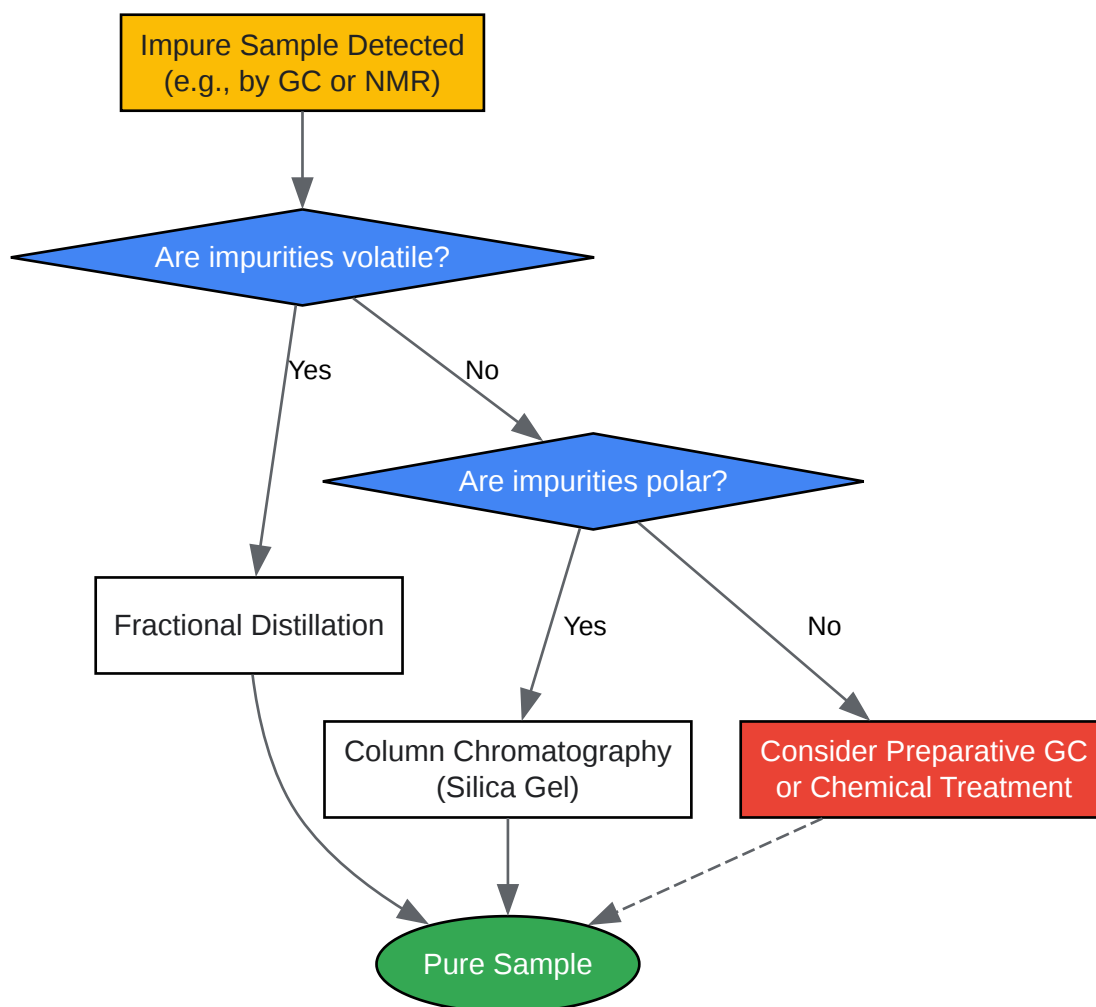 Impure Sample Detected
(e.g., by GC or NMR)
Are impurities volatile?
Yes
No
Are impurities polar?
Fractional Distillation
Yes
No
Column Chromatography
(Silica Gel)
Consider Preparative GC
or Chemical Treatment
Pure Sample